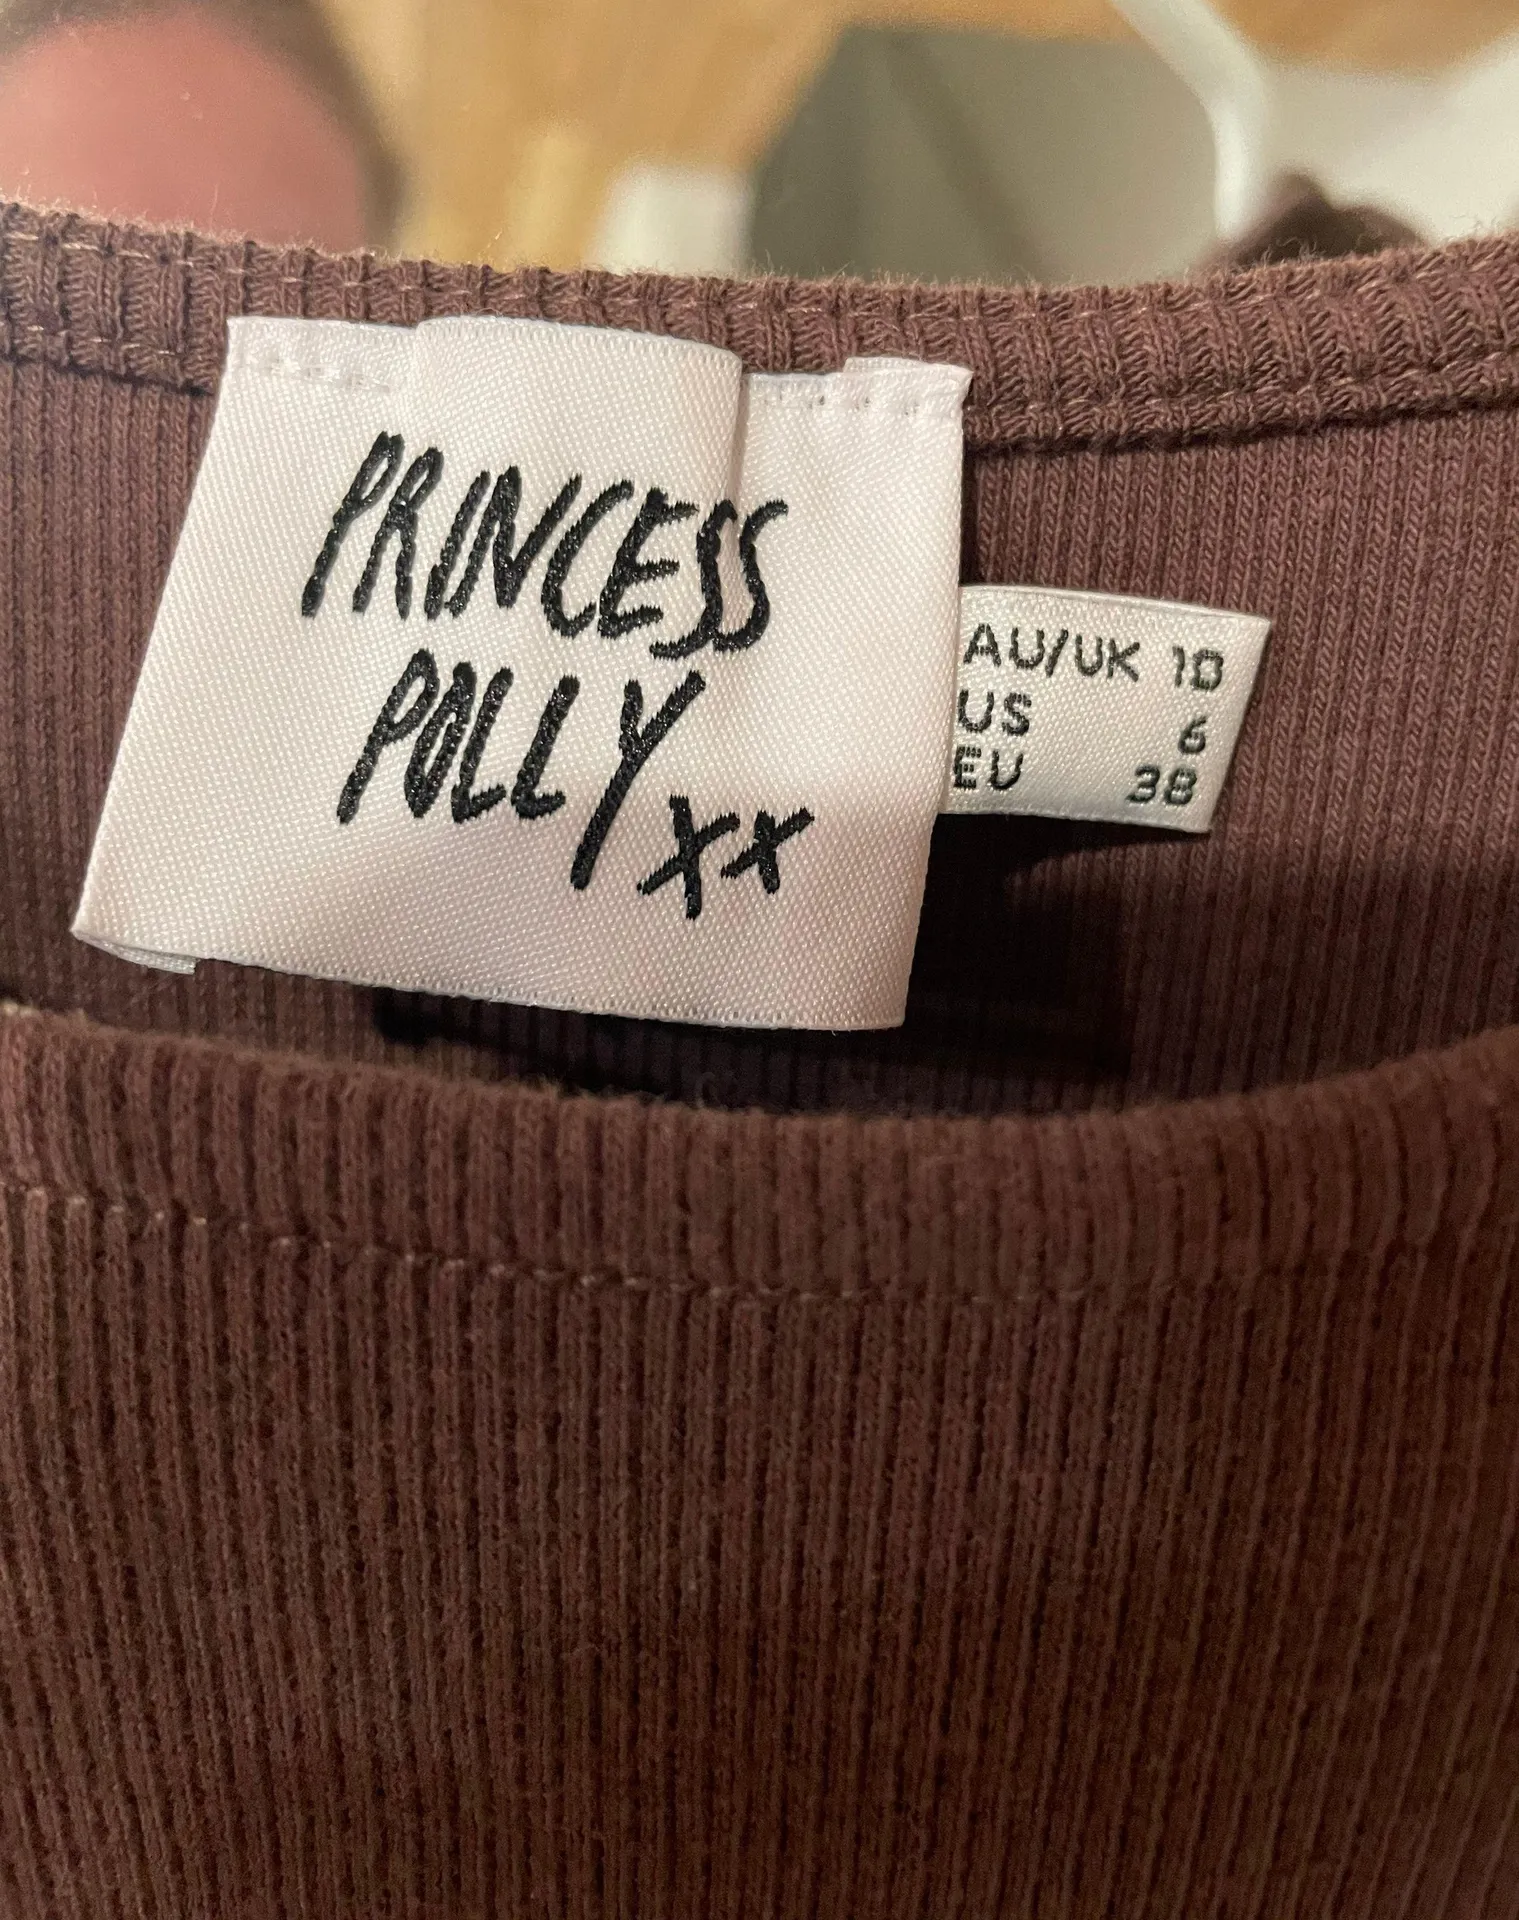 PRINCESS
POLLY xx
AU/UK 10
US 6
EU 38